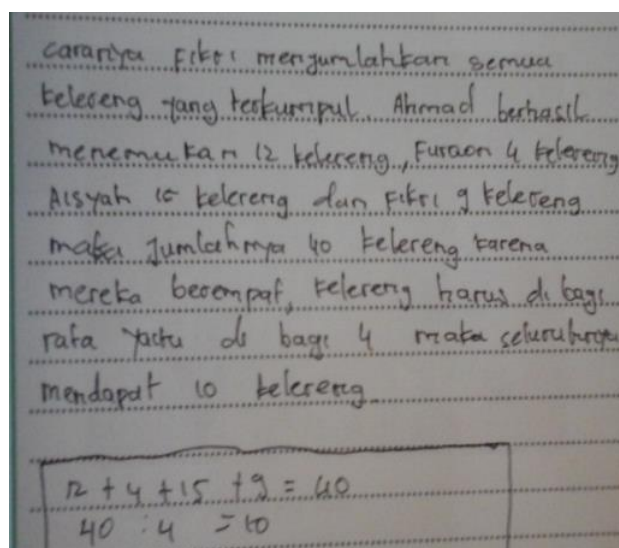 caranya Fikri mengumlahkan semua
kelereng yang terkumpul. Ahmad berhasil
menemukan 12 kelereng, Furaon 4 kelereng
Aisyah 15 kelereng dan Fikri 9 kelereng
maka jumlahnya 40 kelereng karena
mereka berempat, kelereng harus di bagi
rata yaitu di bagi 4 maka seluruhnya
mendapat 10 kelereng
12 + 4 + 15 + 9 = 40
40 : 4 = 10